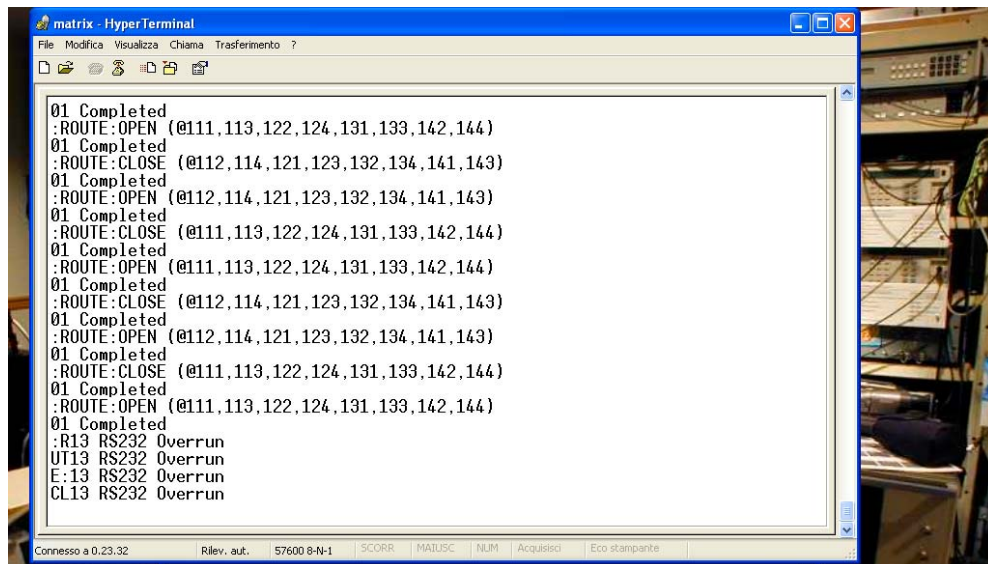 matrix - HyperTerminal
File Modifica Visualizza Chiama Trasferimento ?
01 Completed
:ROUTE:OPEN (@111,113,122,124,131,133,142,144)
01 Completed
:ROUTE:CLOSE (@112,114,121,123,132,134,141,143)
01 Completed
:ROUTE:OPEN (@112,114,121,123,132,134,141,143)
01 Completed
:ROUTE:CLOSE (@111,113,122,124,131,133,142,144)
01 Completed
:ROUTE:OPEN (@111,113,122,124,131,133,142,144)
01 Completed
:ROUTE:CLOSE (@112,114,121,123,132,134,141,143)
01 Completed
:ROUTE:OPEN (@112,114,121,123,132,134,141,143)
01 Completed
:ROUTE:CLOSE (@111,113,122,124,131,133,142,144)
01 Completed
:ROUTE:OPEN (@111,113,122,124,131,133,142,144)
01 Completed
:R13 RS232 Overrun
UT13 RS232 Overrun
E:13 RS232 Overrun
CL13 RS232 Overrun
Connesso a 0.23.32 Rilev. aut. 57600 8-N-1 SCORR MAIUSC NUM Acquisisci Eco stampante